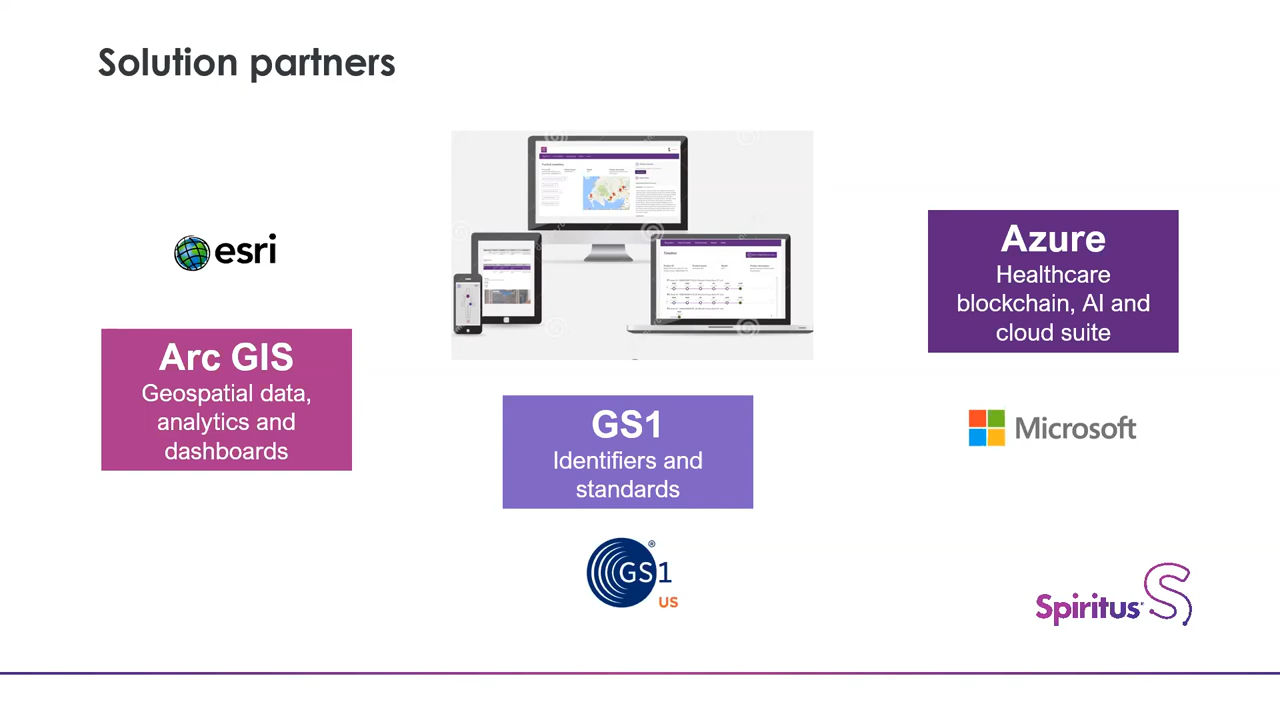 Solution partners
esri
Arc GIS
Geospatial data,
analytics and
dashboards
GS1
Identifiers and
standards
GS1
US
Azure
Healthcare
blockchain, AI and
cloud suite
Microsoft
Spiritus